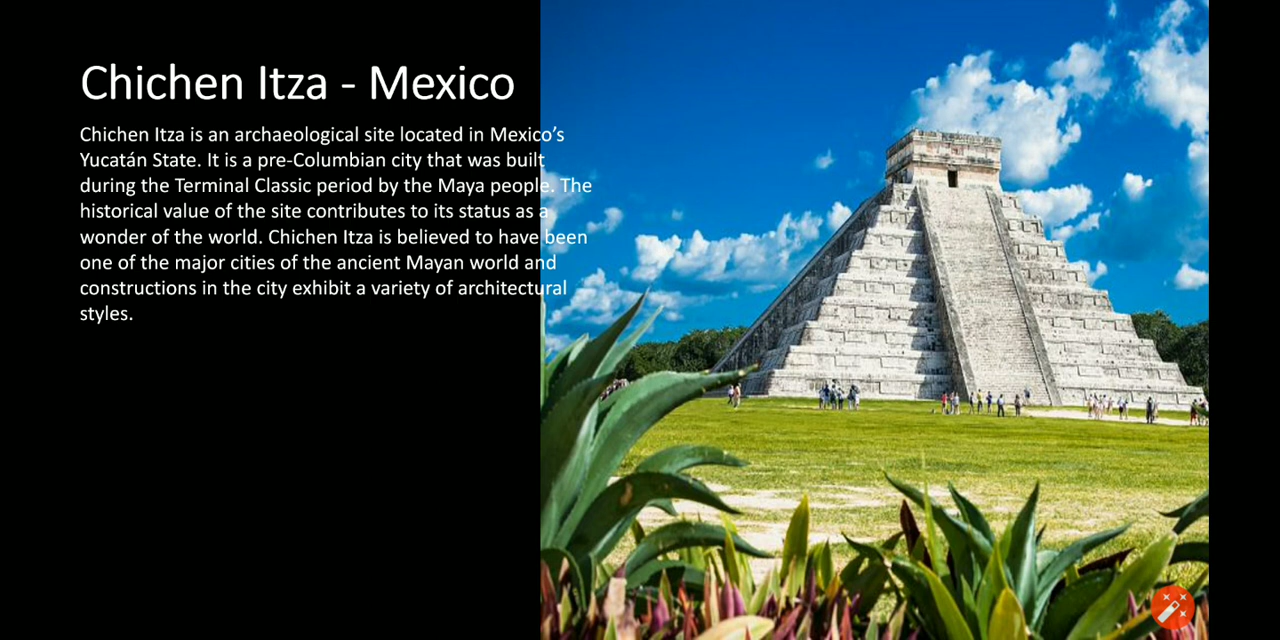 Chichen Itza - Mexico
Chichen Itza is an archaeological site located in Mexico’s
Yucatán State. It is a pre-Columbian city that was built
during the Terminal Classic period by the Maya people. The
historical value of the site contributes to its status as a
wonder of the world. Chichen Itza is believed to have been
one of the major cities of the ancient Mayan world and
constructions in the city exhibit a variety of architectural
styles.